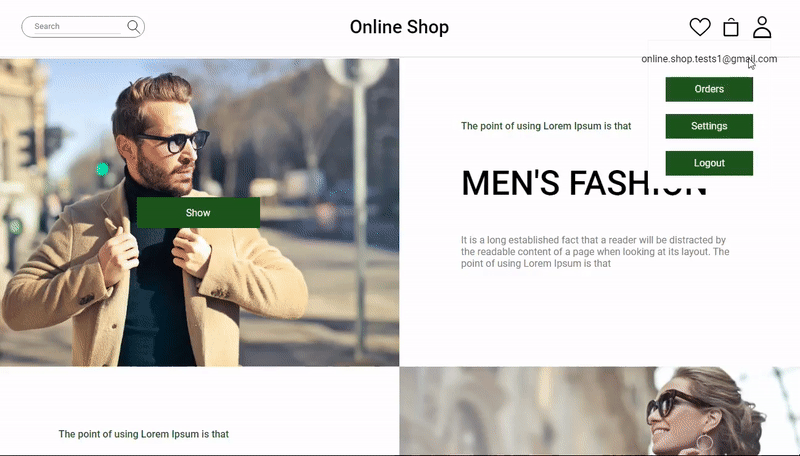 Search
Online Shop
online.shop.tests1@gmail.com
Orders
Settings
Logout
The point of using Lorem Ipsum is that
MEN'S FASHION
Show
It is a long established fact that a reader will be distracted by
the readable content of a page when looking at its layout. The
point of using Lorem Ipsum is that
The point of using Lorem Ipsum is that